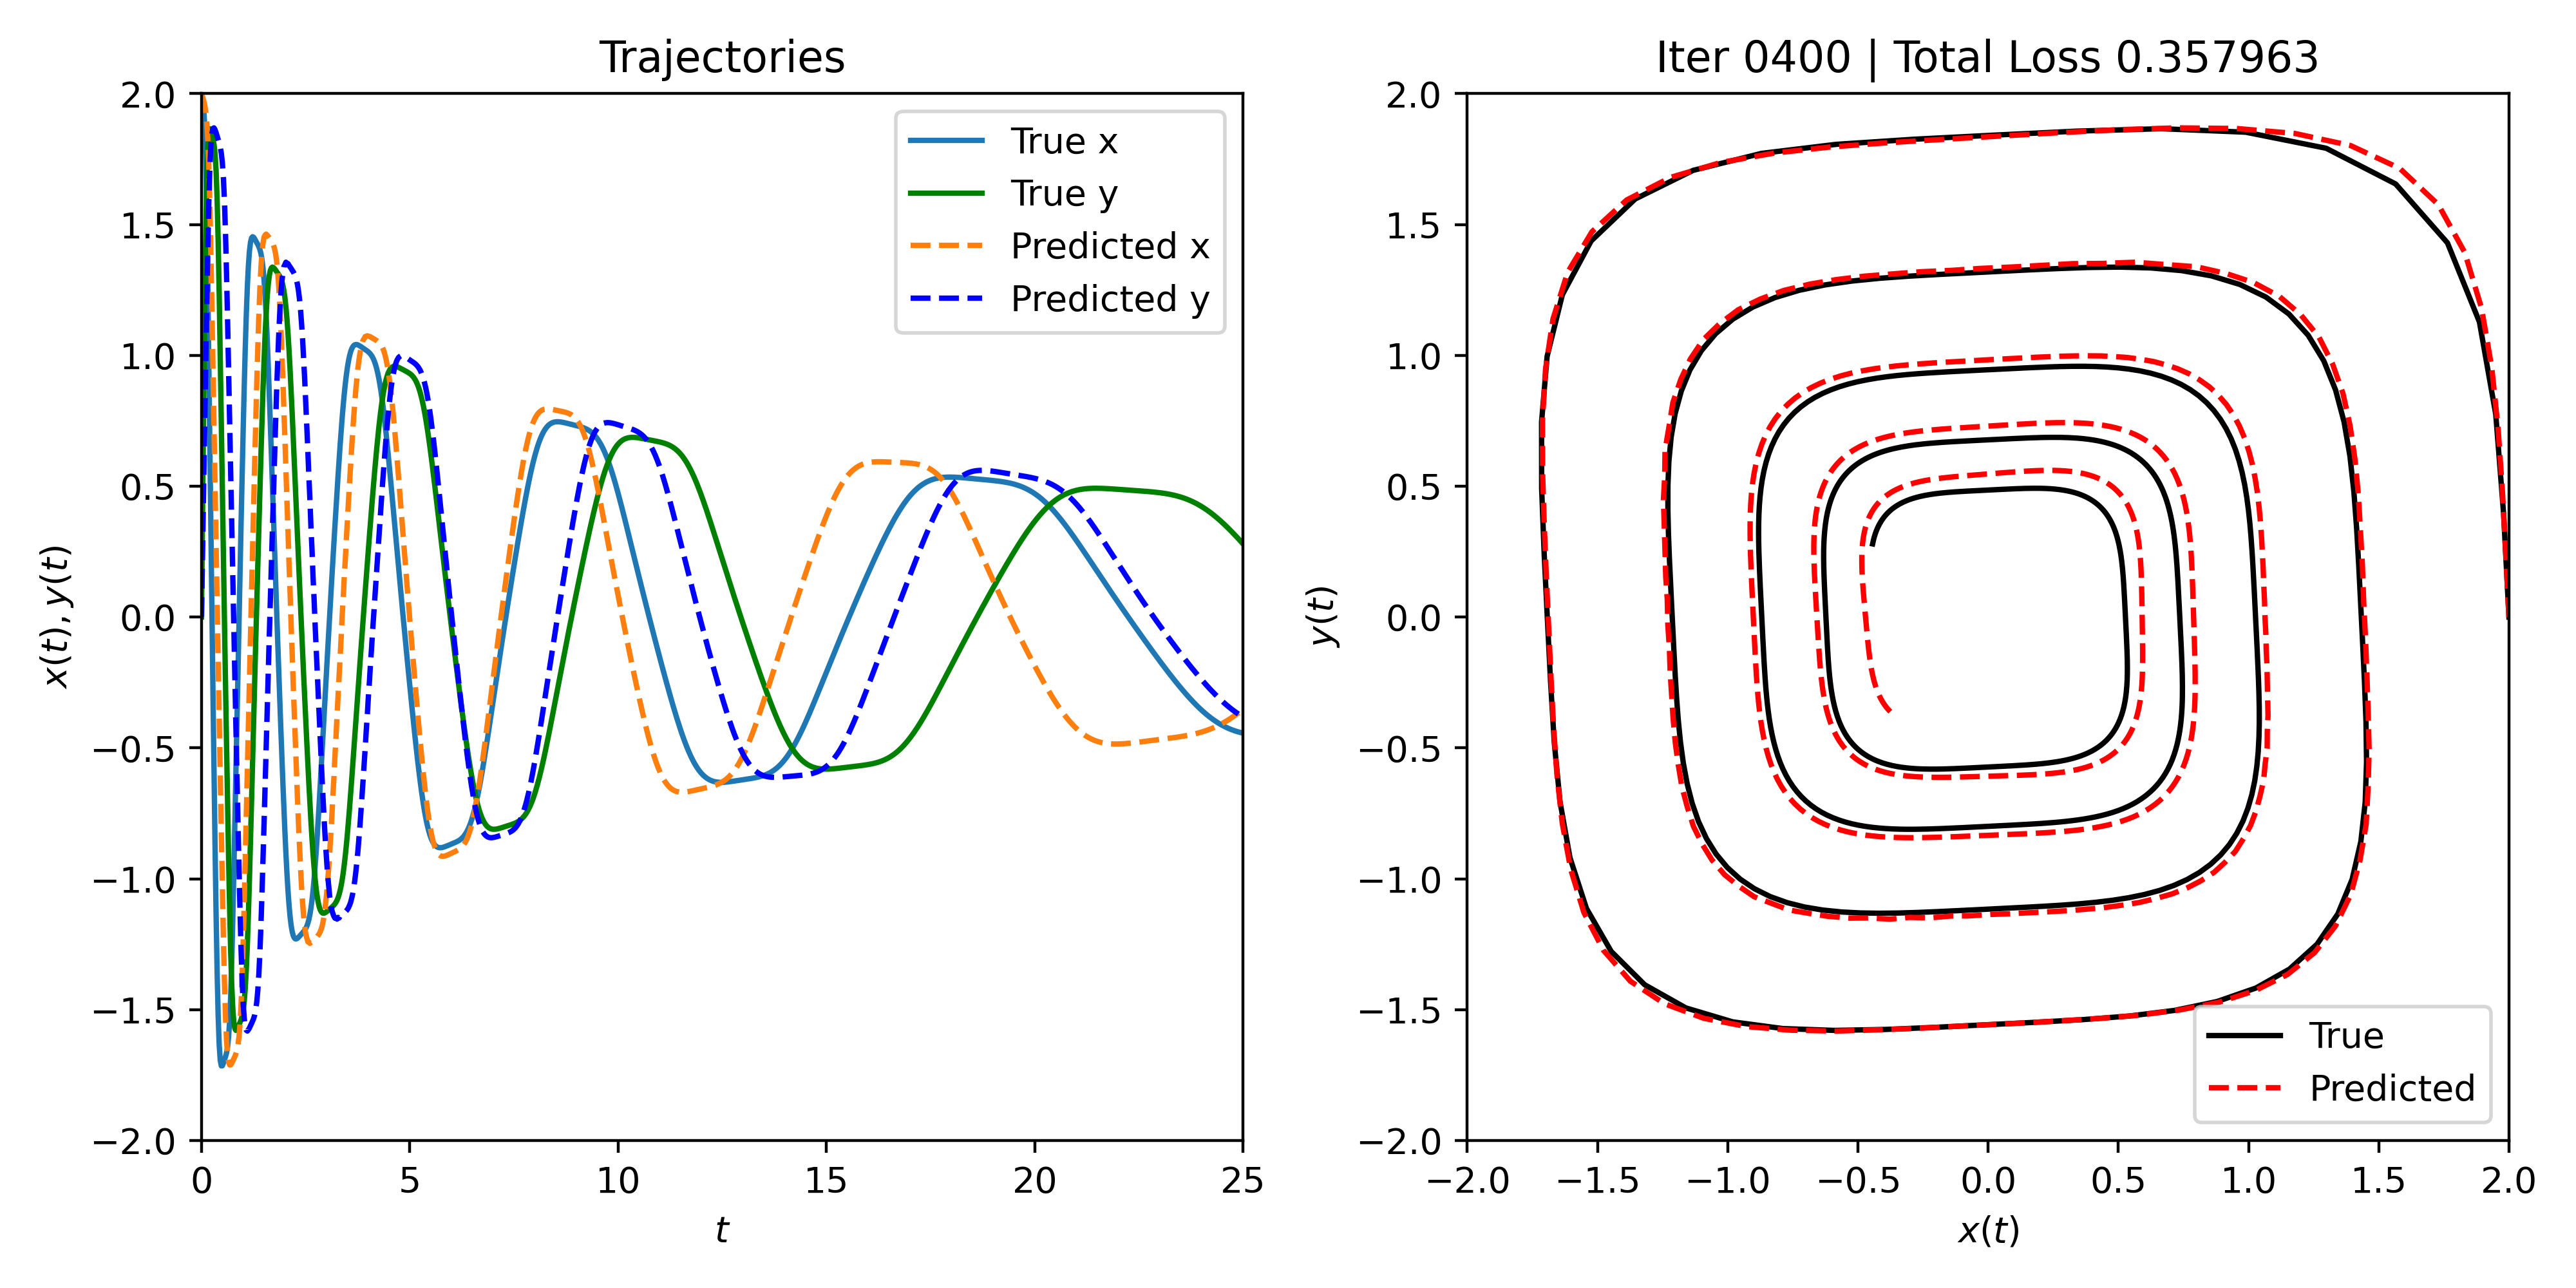 Trajectories
2.0
1.5
1.0
0.5
0.0
−0.5
−1.0
−1.5
−2.0
x(t), y(t)
0 5 10 15 20 25
t
True x
True y
Predicted x
Predicted y
Iter 0400 | Total Loss 0.357963
2.0
1.5
1.0
0.5
0.0
−0.5
−1.0
−1.5
−2.0
y(t)
−2.0 −1.5 −1.0 −0.5 0.0 0.5 1.0 1.5 2.0
x(t)
True
Predicted